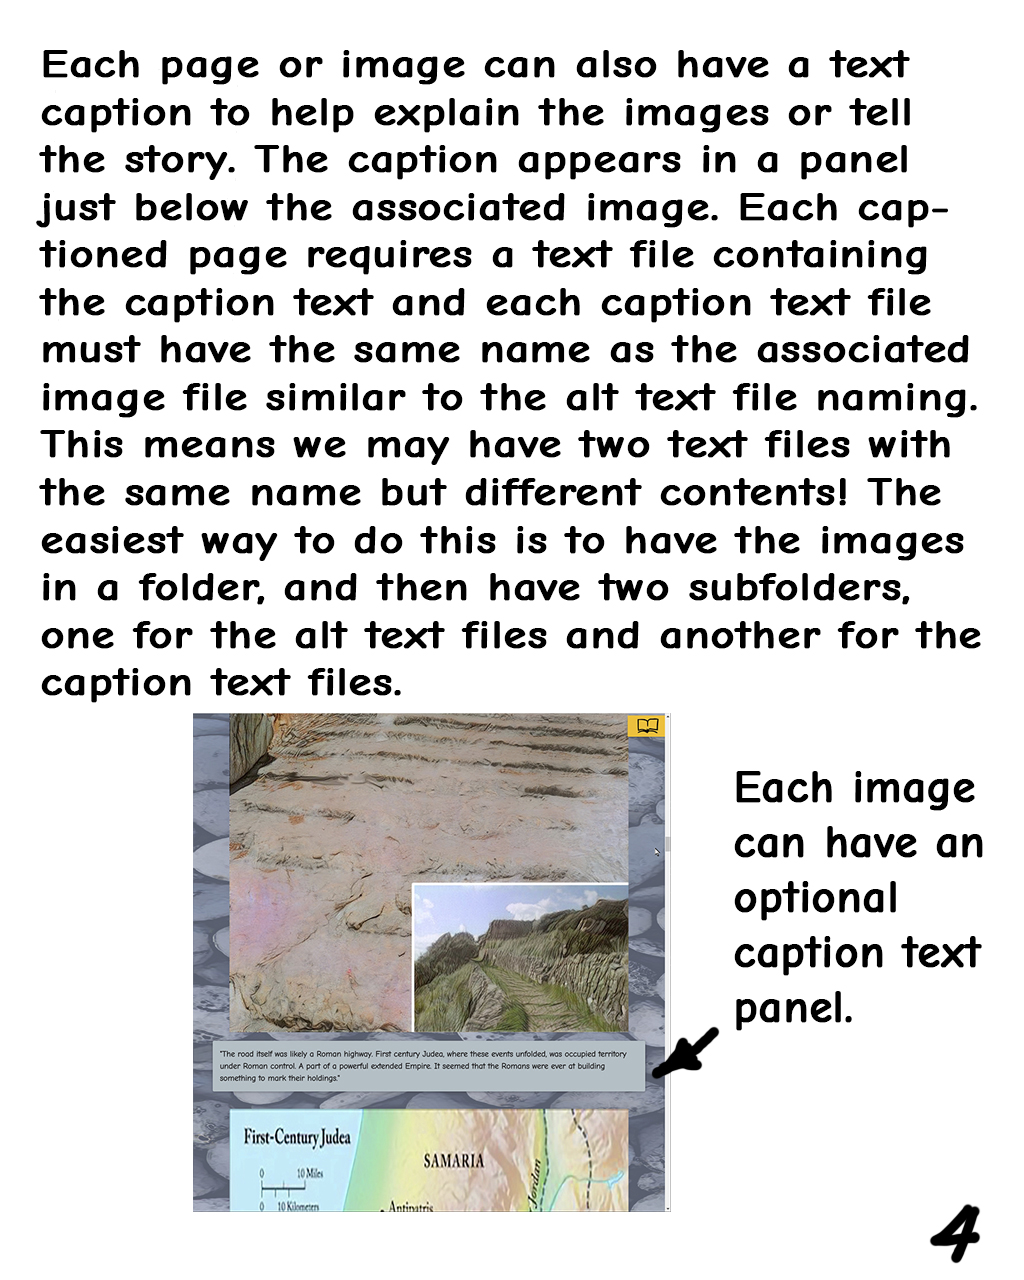 Each page or image can also have a text
caption to help explain the images or tell
the story. The caption appears in a panel
just below the associated image. Each cap-
tioned page requires a text file containing
the caption text and each caption text file
must have the same name as the associated
image file similar to the alt text file naming.
This means we may have two text files with
the same name but different contents! The
easiest way to do this is to have the images
in a folder, and then have two subfolders,
one for the alt text files and another for the
caption text files.
Each image
can have an
optional
caption text
panel.
"The road itself was likely a Roman highway. First century Judea, where these events unfolded, was occupied territory
under Roman control. A part of a powerful extended Empire. It seemed that the Romans were ever at building
something to mark their holdings."
First-Century Judea
SAMARIA
0 10 Miles
0 10 Kilometers
Jordan
Antipatris
4